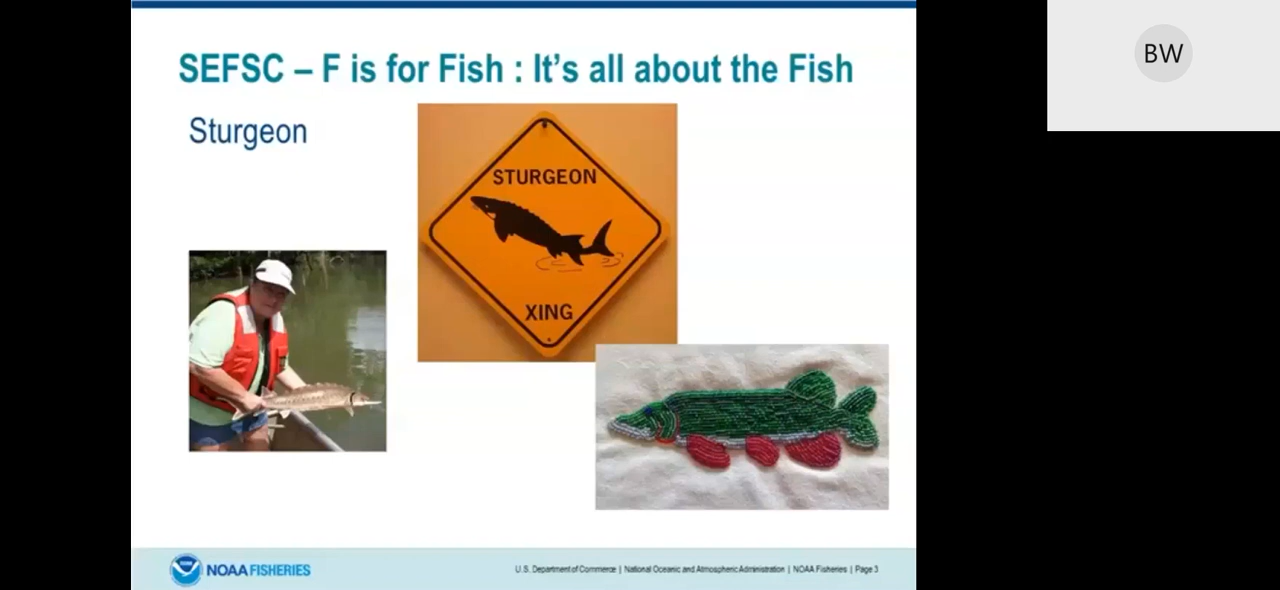 SEFSC – F is for Fish : It's all about the Fish
BW
Sturgeon
STURGEON
XING
NOAA FISHERIES
U.S. Department of Commerce | National Oceanic and Atmospheric Administration | NOAA Fisheries | Page 3